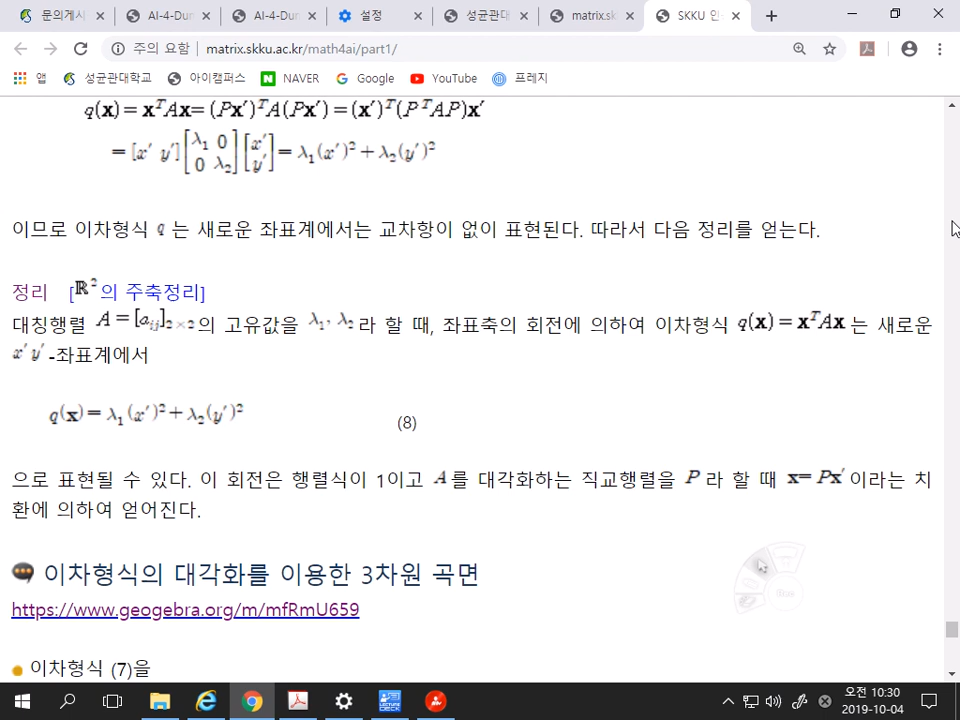 문의게시
AI-4-Dur
AI-4-Dur
설정
성균관대
matrix.sk
SKKU 인
주의 요함 | matrix.skku.ac.kr/math4ai/part1/
앱 성균관대학교 아이캠퍼스 NAVER Google YouTube 프레지
q(x) = xᵀAx = (Px′)ᵀA(Px′) = (x′)ᵀ(PᵀAP)x′
= [x′ y′] [λ₁ 0; 0 λ₂] [x′; y′] = λ₁(x′)² + λ₂(y′)²
이므로 이차형식 q 는 새로운 좌표계에서는 교차항이 없이 표현된다. 따라서 다음 정리를 얻는다.
정리 [ℝ²의 주축정리]
대칭행렬 A = [aᵢⱼ]₂ₓ₂의 고유값을 λ₁, λ₂라 할 때, 좌표축의 회전에 의하여 이차형식 q(x) = xᵀAx 는 새로운
x′ y′ -좌표계에서
q(x) = λ₁(x′)² + λ₂(y′)² (8)
으로 표현될 수 있다. 이 회전은 행렬식이 1이고 A 를 대각화하는 직교행렬을 P 라 할 때 x= Px′ 이라는 치
환에 의하여 얻어진다.
이차형식의 대각화를 이용한 3차원 곡면
https://www.geogebra.org/m/mfRmU659
이차형식 (7)을
LECTURE
DECK
오전 10:30
2019-10-04